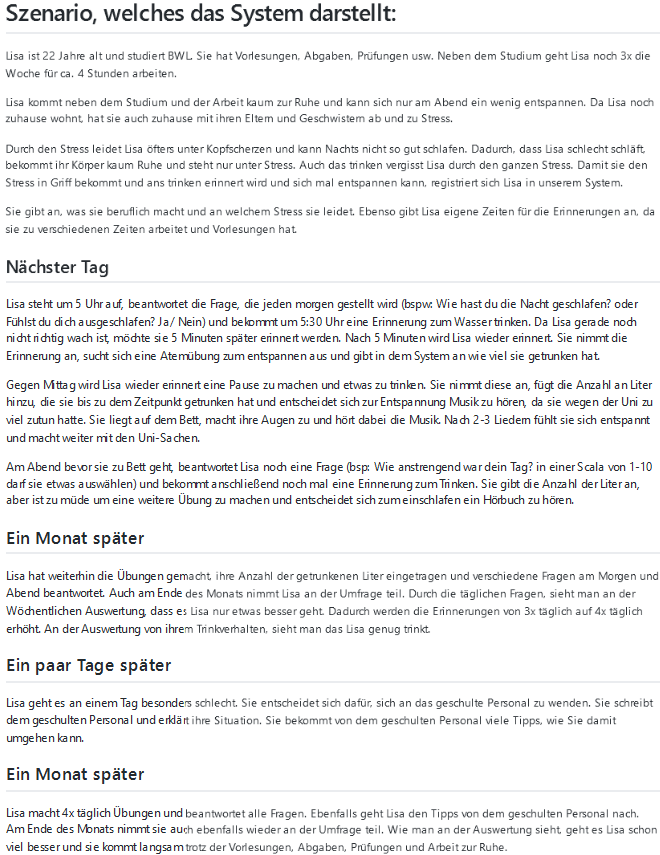 Szenario, welches das System darstellt:
Lisa ist 22 Jahre alt und studiert BWL. Sie hat Vorlesungen, Abgaben, Prüfungen usw. Neben dem Studium geht Lisa noch 3x die
Woche für ca. 4 Stunden arbeiten.
Lisa kommt neben dem Studium und der Arbeit kaum zur Ruhe und kann sich nur am Abend ein wenig entspannen. Da Lisa noch
zuhause wohnt, hat sie auch zuhause mit ihren Eltern und Geschwistern ab und zu Stress.
Durch den Stress leidet Lisa öfters unter Kopfscherzen und kann Nachts nicht so gut schlafen. Dadurch, dass Lisa schlecht schläft,
bekommt ihr Körper kaum Ruhe und steht nur unter Stress. Auch das trinken vergisst Lisa durch den ganzen Stress. Damit sie den
Stress in Griff bekommt und ans trinken erinnert wird und sich mal entspannen kann, registriert sich Lisa in unserem System.
Sie gibt an, was sie beruflich macht und an welchem Stress sie leidet. Ebenso gibt Lisa eigene Zeiten für die Erinnerungen an, da
sie zu verschiedenen Zeiten arbeitet und Vorlesungen hat.
Nächster Tag
Lisa steht um 5 Uhr auf, beantwortet die Frage, die jeden morgen gestellt wird (bspw: Wie hast du die Nacht geschlafen? oder
Fühlst du dich ausgeschlafen? Ja/ Nein) und bekommt um 5:30 Uhr eine Erinnerung zum Wasser trinken. Da Lisa gerade noch
nicht richtig wach ist, möchte sie 5 Minuten später erinnert werden. Nach 5 Minuten wird Lisa wieder erinnert. Sie nimmt die
Erinnerung an, sucht sich eine Atemübung zum entspannen aus und gibt in dem System an wie viel sie getrunken hat.
Gegen Mittag wird Lisa wieder erinnert eine Pause zu machen und etwas zu trinken. Sie nimmt diese an, fügt die Anzahl an Liter
hinzu, die sie bis zu dem Zeitpunkt getrunken hat und entscheidet sich zur Entspannung Musik zu hören, da sie wegen der Uni zu
viel zutun hatte. Sie liegt auf dem Bett, macht ihre Augen zu und hört dabei die Musik. Nach 2-3 Liedern fühlt sie sich entspannt
und macht weiter mit den Uni-Sachen.
Am Abend bevor sie zu Bett geht, beantwortet Lisa noch eine Frage (bsp: Wie anstrengend war dein Tag? in einer Scala von 1-10
darf sie etwas auswählen) und bekommt anschließend noch mal eine Erinnerung zum Trinken. Sie gibt die Anzahl der Liter an,
aber ist zu müde um eine weitere Übung zu machen und entscheidet sich zum einschlafen ein Hörbuch zu hören.
Ein Monat später
Lisa hat weiterhin die Übungen gemacht, ihre Anzahl der getrunkenen Liter eingetragen und verschiedene Fragen am Morgen und
Abend beantwortet. Auch am Ende des Monats nimmt Lisa an der Umfrage teil. Durch die täglichen Fragen, sieht man an der
Wöchentlichen Auswertung, dass es Lisa nur etwas besser geht. Dadurch werden die Erinnerungen von 3x täglich auf 4x täglich
erhöht. An der Auswertung von ihrem Trinkverhalten, sieht man das Lisa genug trinkt.
Ein paar Tage später
Lisa geht es an einem Tag besonders schlecht. Sie entscheidet sich dafür, sich an das geschulte Personal zu wenden. Sie schreibt
dem geschulten Personal und erklärt ihre Situation. Sie bekommt von dem geschulten Personal viele Tipps, wie Sie damit
umgehen kann.
Ein Monat später
Lisa macht 4x täglich Übungen und beantwortet alle Fragen. Ebenfalls geht Lisa den Tipps von dem geschulten Personal nach.
Am Ende des Monats nimmt sie auch ebenfalls wieder an der Umfrage teil. Wie man an der Auswertung sieht, geht es Lisa schon
viel besser und sie kommt langsam trotz der Vorlesungen, Abgaben, Prüfungen und Arbeit zur Ruhe.